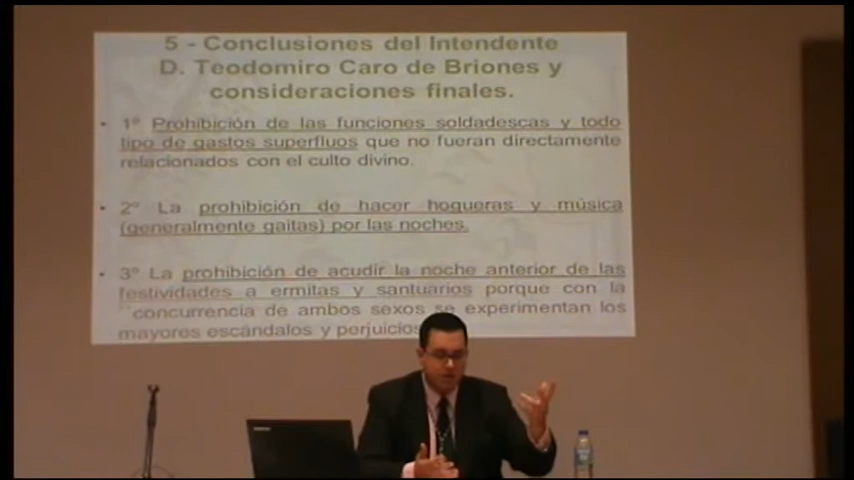 5 - Conclusiones del Intendente
D. Teodomiro Caro de Briones y
consideraciones finales.
• 1º Prohibición de las funciones soldadescas y todo
tipo de gastos superfluos que no fueran directamente
relacionados con el culto divino.
• 2º La prohibición de hacer hogueras y música
(generalmente gaitas) por las noches.
• 3º La prohibición de acudir la noche anterior de las
festividades a ermitas y santuarios porque con la
``concurrencia de ambos sexos se experimentan los
mayores escándalos y perjuicios